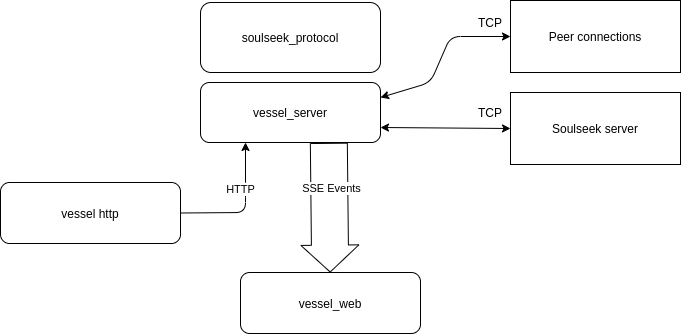 soulseek_protocol
TCP
Peer connections
vessel_server
TCP
Soulseek server
HTTP
SSE Events
vessel http
vessel_web